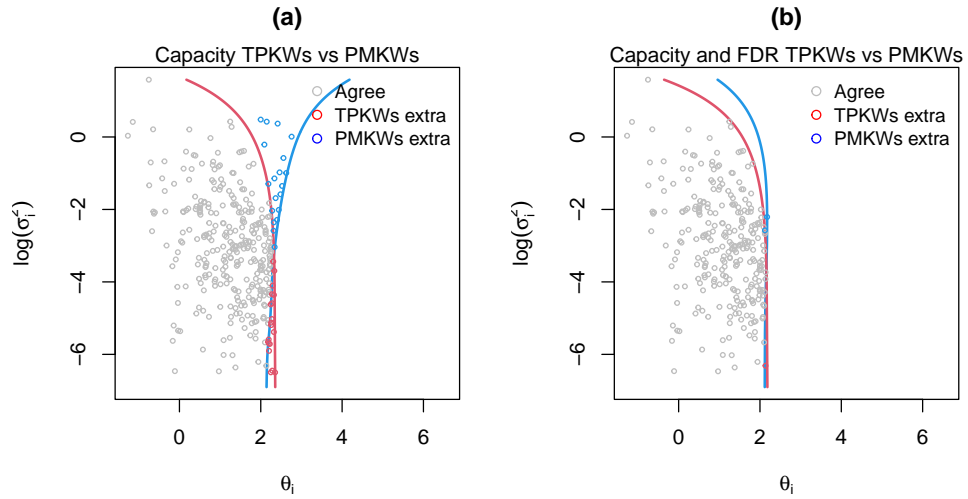 (a)
Capacity TPKWs vs PMKWs
Agree
TPKWs extra
PMKWs extra
0
−2
−4
−6
log(σᵢ²)
0 2 4 6
θᵢ
(b)
Capacity and FDR TPKWs vs PMKWs
Agree
TPKWs extra
PMKWs extra
0
−2
−4
−6
log(σᵢ²)
0 2 4 6
θᵢ